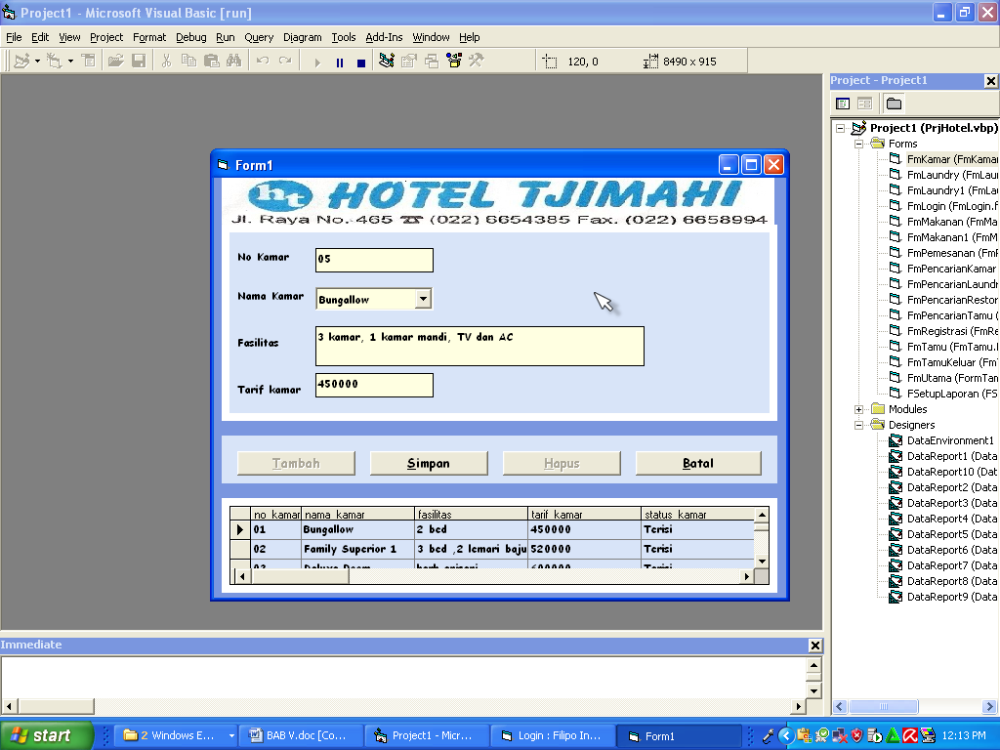 Project1 - Microsoft Visual Basic [run]
File Edit View Project Format Debug Run Query Diagram Tools Add-Ins Window Help
120, 0 8490 x 915
Project - Project1
Project1 (PrjHotel.vbp)
Forms
FmKamar (FmKamar
FmLaundry (FmLau
FmLaundry1 (FmLa
FmLogin (FmLogin.f
FmMakanan (FmMa
FmMakanan1 (FmM
FmPemesanan (FmP
FmPencarianKamar
FmPencarianLaundr
FmPencarianRestor
FmPencarianTamu (
FmRegistrasi (FmRe
FmTamu (FmTamu.
FmTamuKeluar (Fm
FmUtama (FormTam
FSetupLaporan (FS
Modules
Designers
DataEnvironment1
DataReport1 (Data
DataReport10 (Dat
DataReport2 (Data
DataReport3 (Data
DataReport4 (Data
DataReport5 (Data
DataReport6 (Data
DataReport7 (Data
DataReport8 (Data
DataReport9 (Data
Form1
ht HOTEL TJIMAHI
Jl. Raya No. 465 ☎ (022) 6654385 Fax. (022) 6658994
No Kamar 05
Nama Kamar Bungallow
Fasilitas 3 kamar, 1 kamar mandi, TV dan AC
Tarif kamar 450000
Tambah Simpan Hapus Batal
no_kamar nama_kamar fasilitas tarif_kamar status_kamar
01 Bungallow 2 bed 450000 Terisi
02 Family Superior 1 3 bed ,2 lemari baju 520000 Terisi
Immediate
start 2 Windows E... BAB V.doc [Co... Project1 - Micr... Login : Filipo In... Form1 12:13 PM